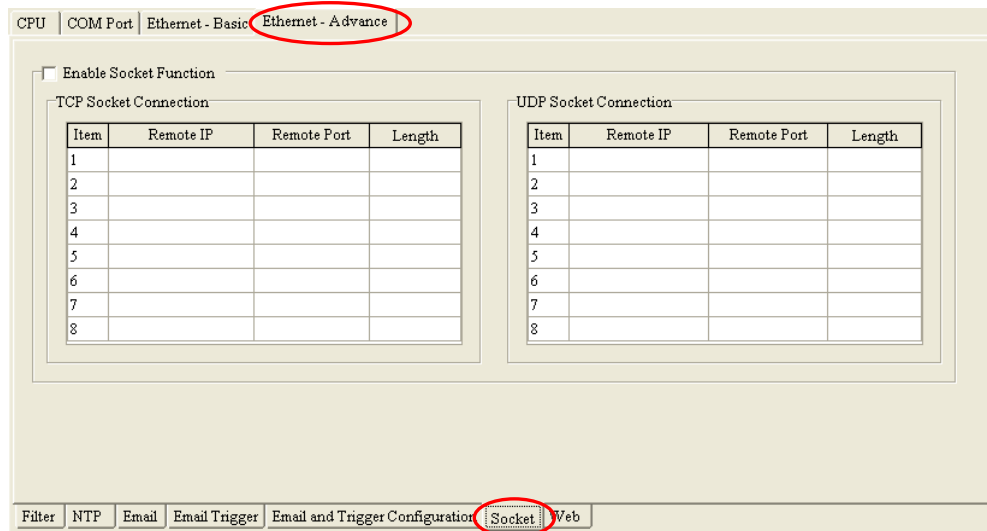 CPU COM Port Ethernet - Basic Ethernet - Advance
Enable Socket Function
TCP Socket Connection
Item Remote IP Remote Port Length
1
2
3
4
5
6
7
8
UDP Socket Connection
Item Remote IP Remote Port Length
1
2
3
4
5
6
7
8
Filter NTP Email Email Trigger Email and Trigger Configuration Socket Web